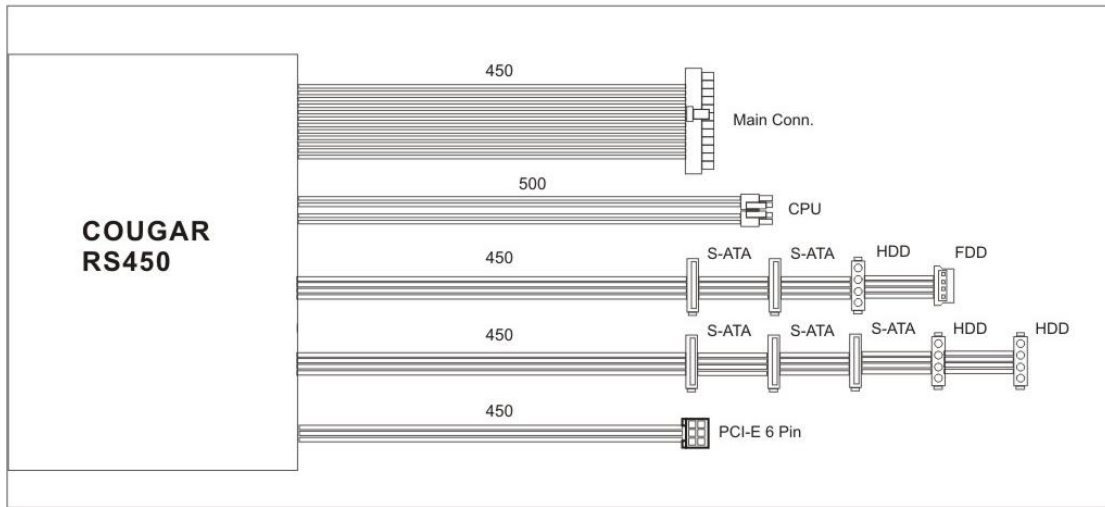 450
Main Conn.
500
CPU
COUGAR
RS450
450
S-ATA S-ATA HDD FDD
450
S-ATA S-ATA S-ATA HDD HDD
450
PCI-E 6 Pin